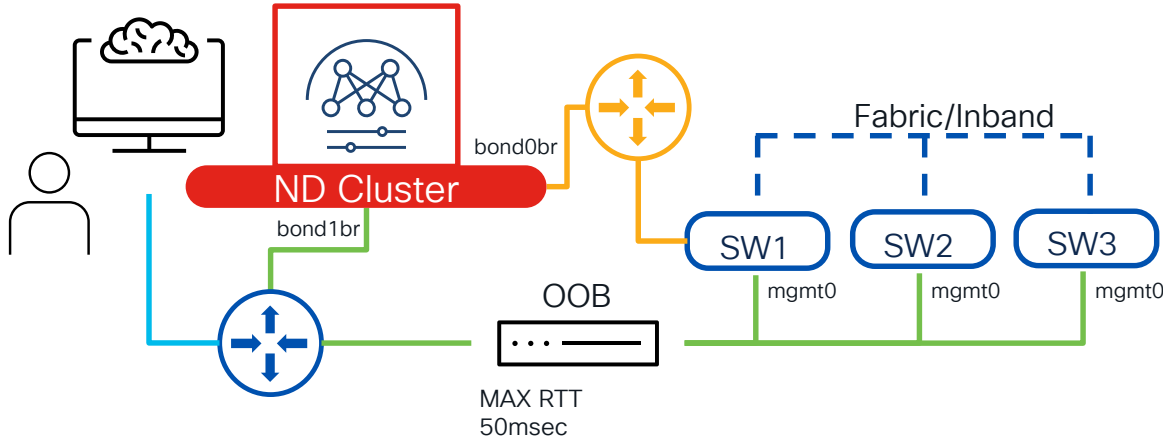 Fabric/Inband
bond0br
ND Cluster
bond1br
SW1
SW2
SW3
mgmt0
mgmt0
mgmt0
OOB
MAX RTT
50msec